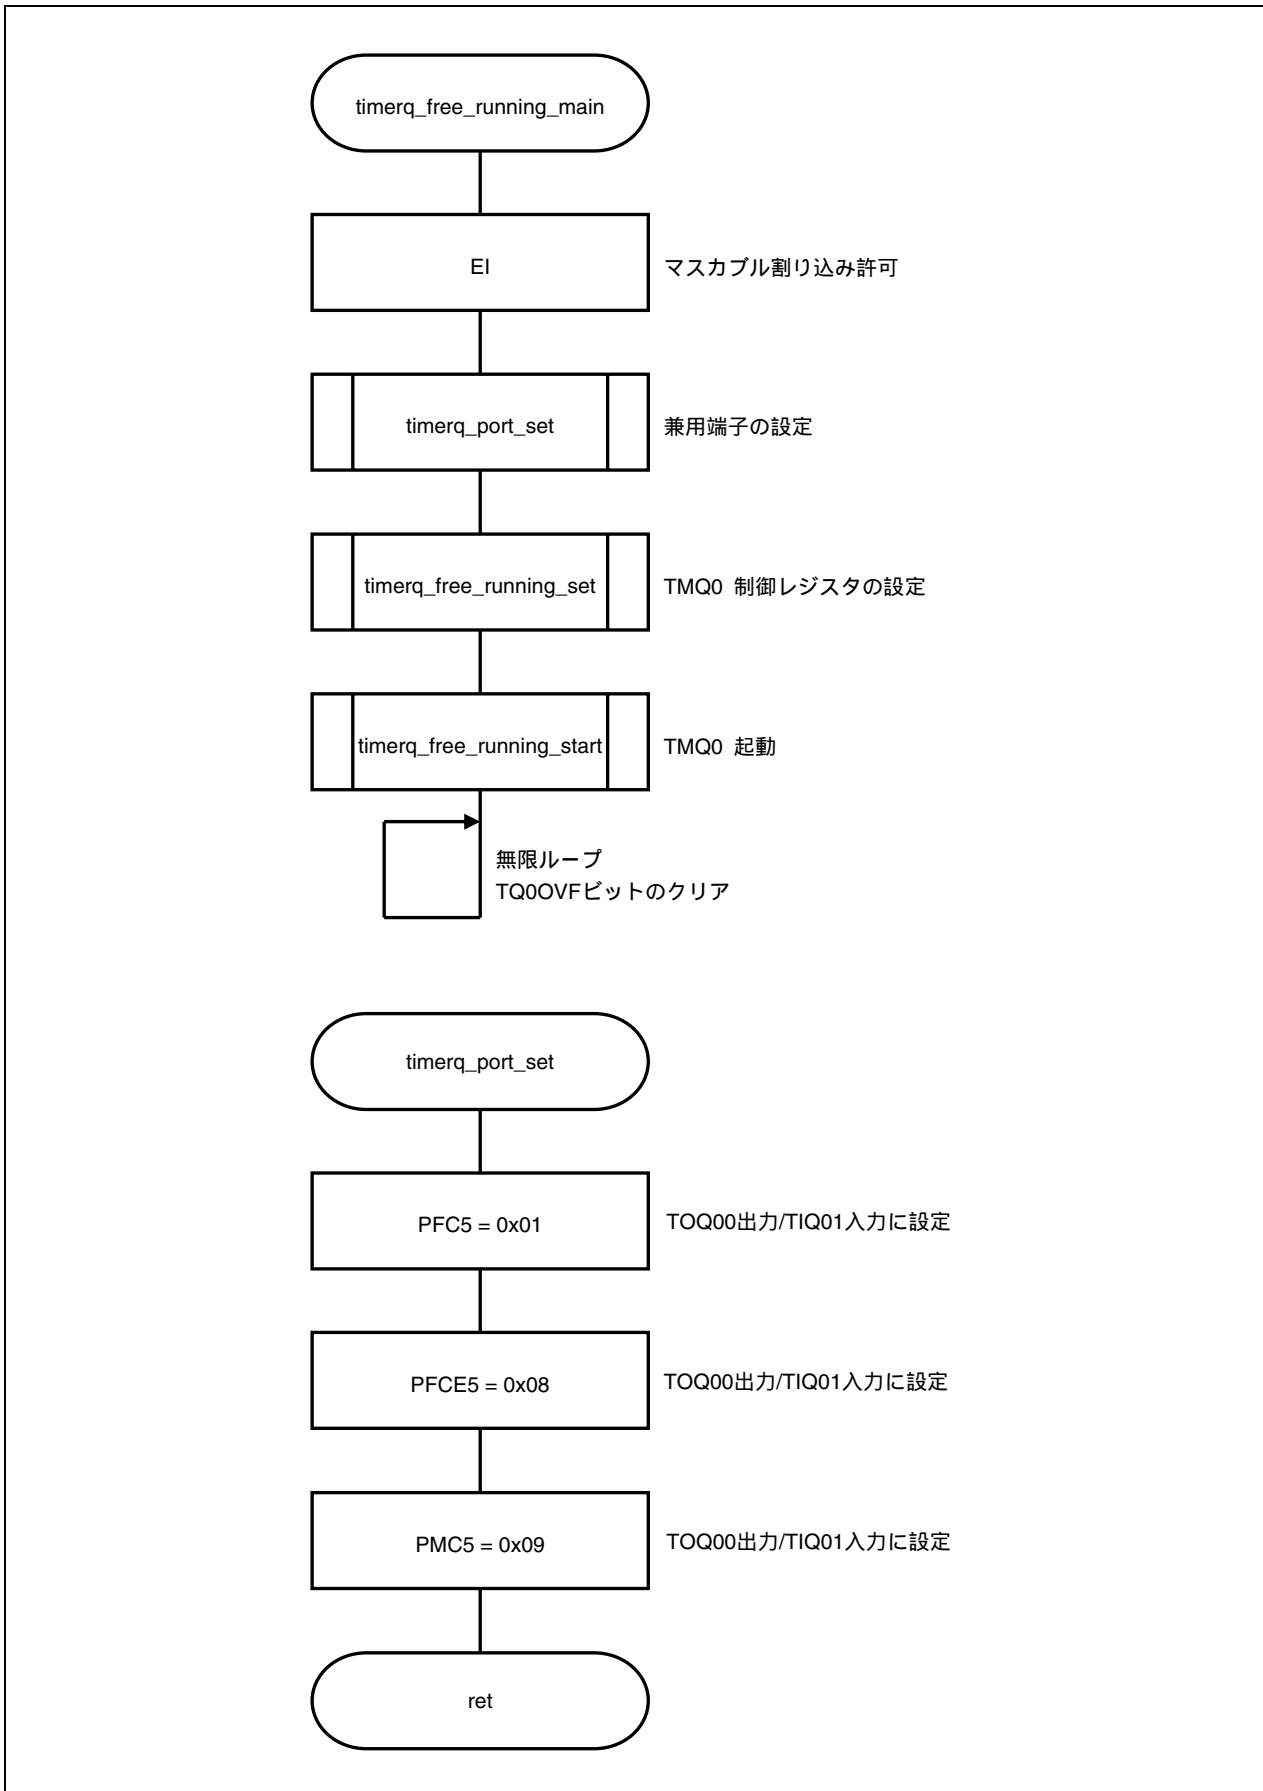 timerq_free_running_main
EI
マスカブル割り込み許可
timerq_port_set
兼用端子の設定
timerq_free_running_set
TMQ0 制御レジスタの設定
timerq_free_running_start
TMQ0 起動
無限ループ
TQ0OVFビットのクリア
timerq_port_set
PFC5 = 0x01
TOQ00出力/TIQ01入力に設定
PFCE5 = 0x08
TOQ00出力/TIQ01入力に設定
PMC5 = 0x09
TOQ00出力/TIQ01入力に設定
ret